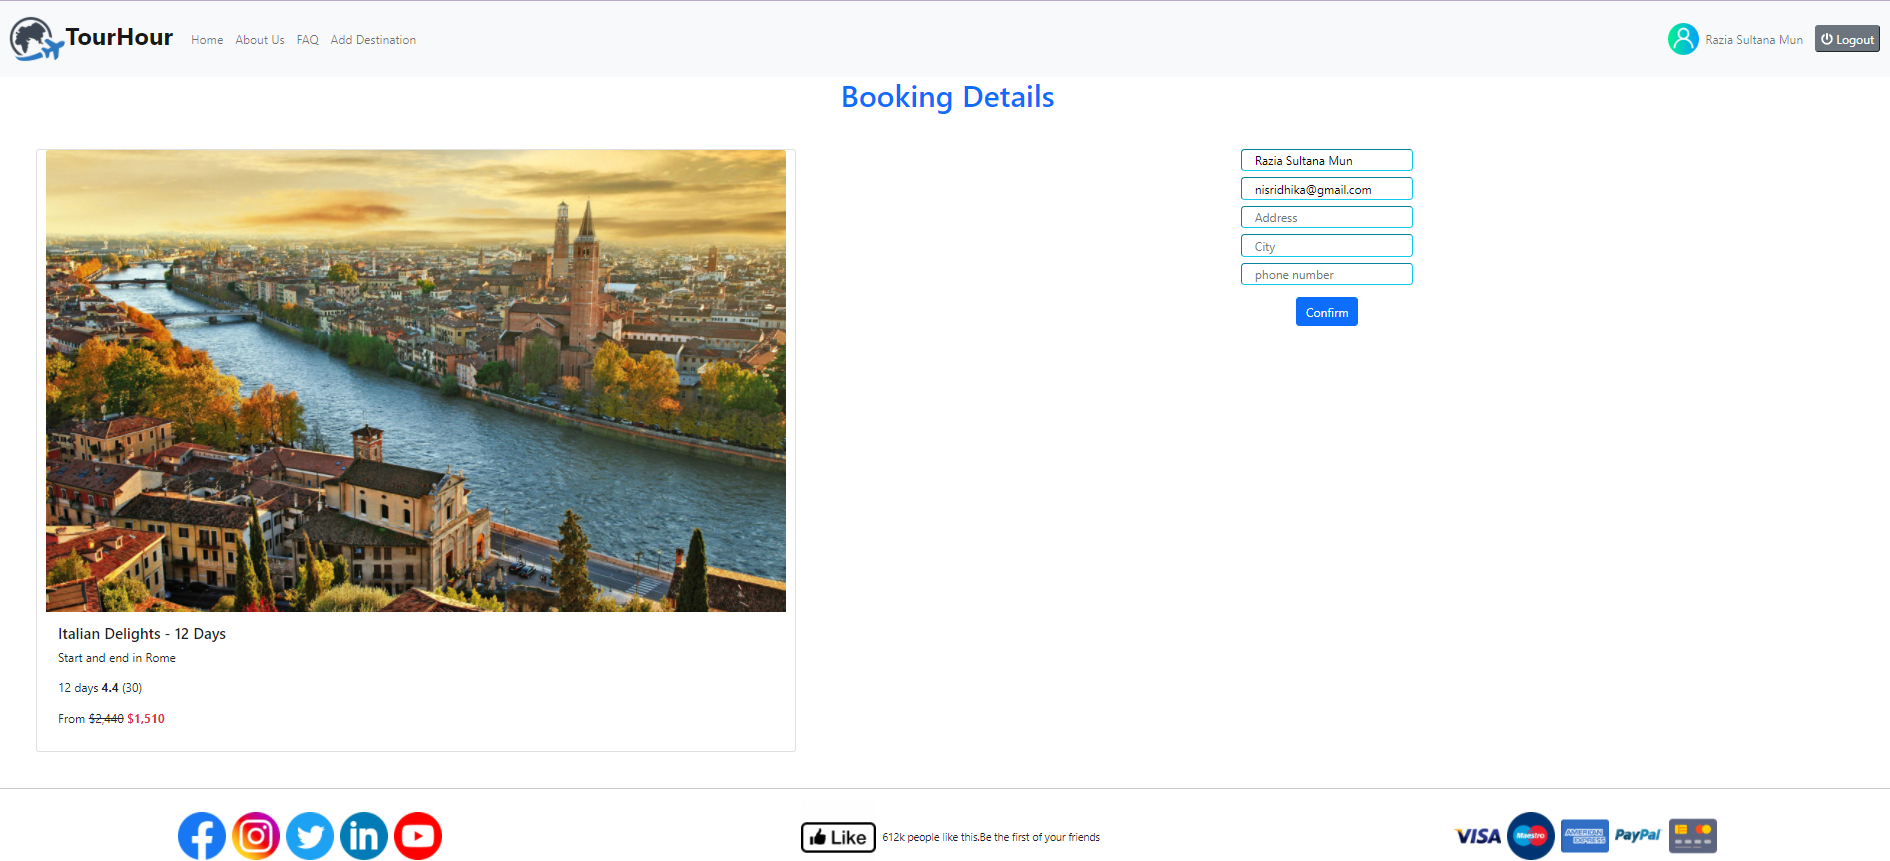 TourHour Home About Us FAQ Add Destination Razia Sultana Mun Logout
Booking Details
Razia Sultana Mun
nisridhika@gmail.com
Address
City
phone number
Confirm
Italian Delights - 12 Days
Start and end in Rome
12 days 4.4 (30)
From $2,440 $1,510
in Like 612k people like this.Be the first of your friends VISA Maestro AMERICAN EXPRESS PayPal